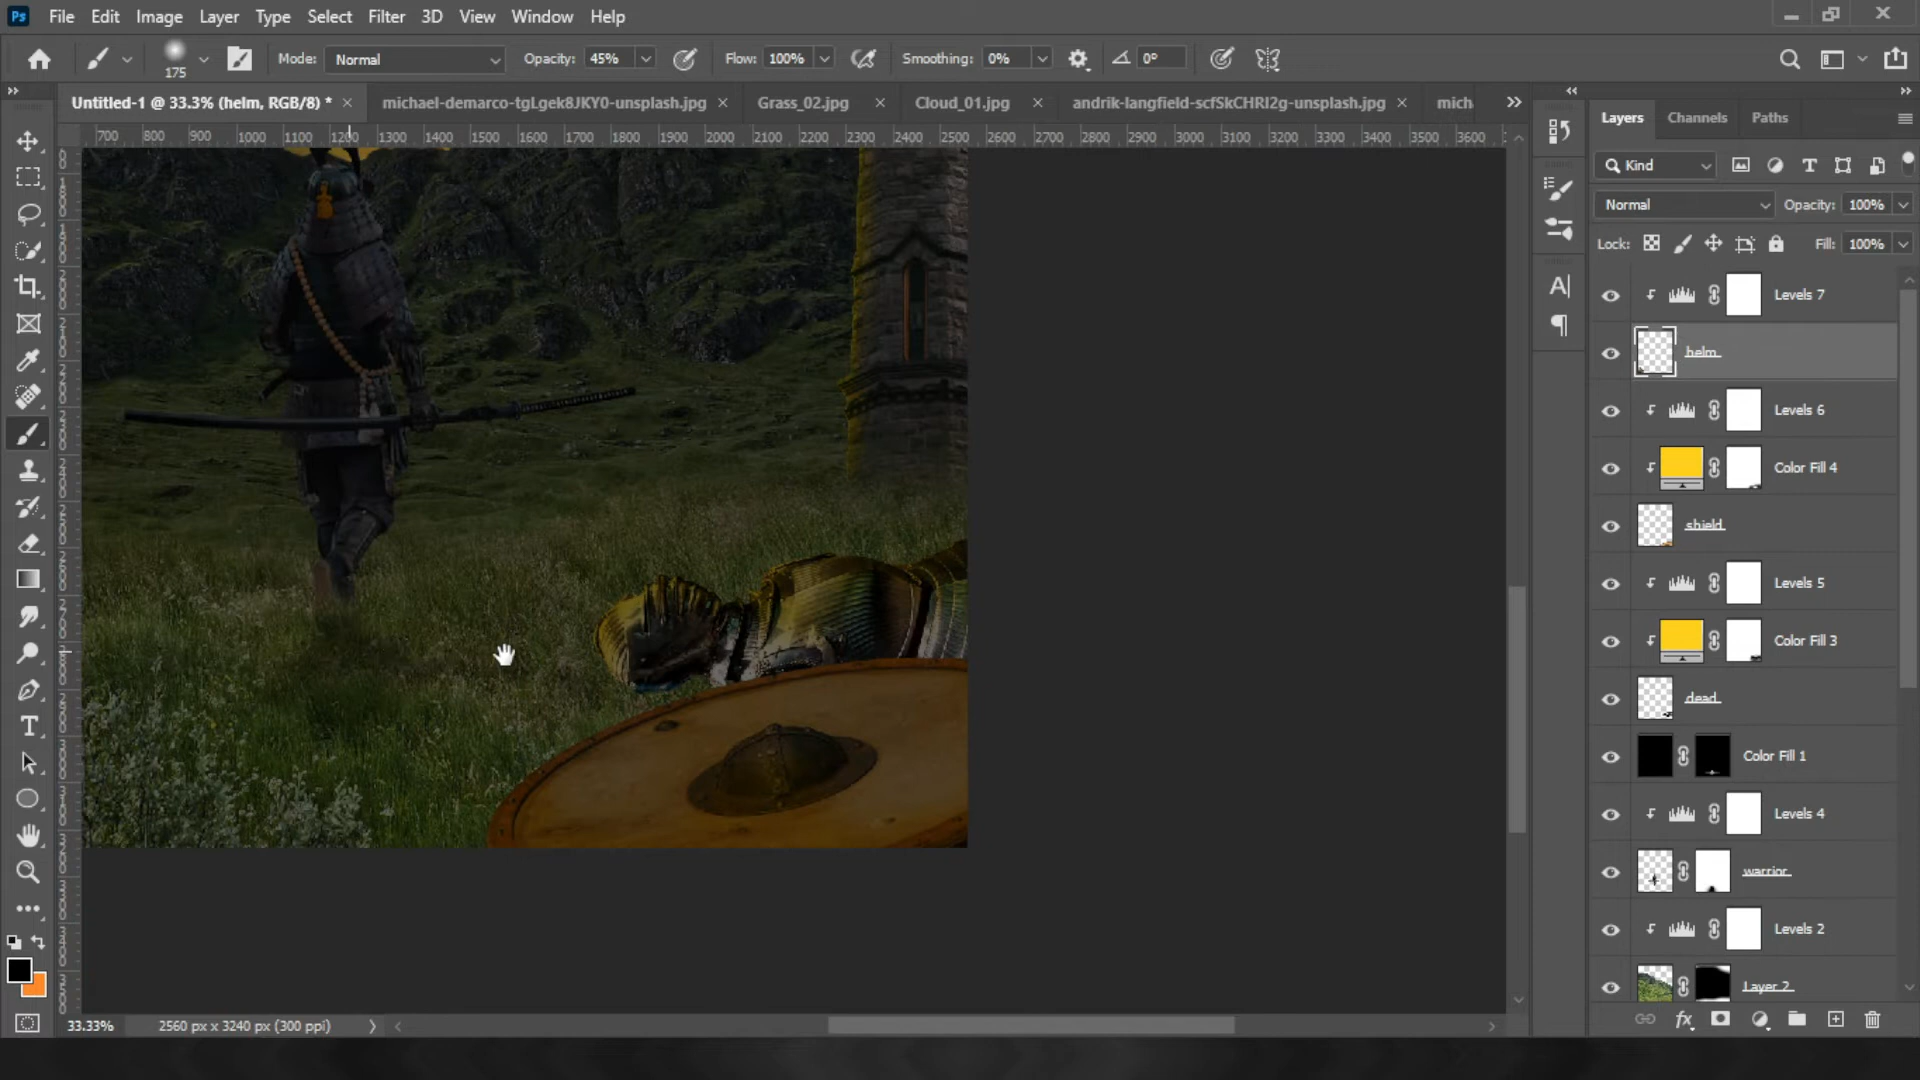 Ps File Edit Image Layer Type Select Filter 3D View Window Help
175 Mode: Normal Opacity: 45% Flow: 100% Smoothing: 0% 0°
Untitled-1 @ 33.3% (helm, RGB/8) * × michael-demarco-tgLgek8JKY0-unsplash.jpg × Grass_02.jpg × Cloud_01.jpg × andrik-langfield-scfSkCHRI2g-unsplash.jpg × mich
700 800 900 1000 1100 1200 1300 1400 1500 1600 1700 1800 1900 2000 2100 2200 2300 2400 2500 2600 2700 2800 2900 3000 3100 3200 3300 3400 3500 3600
Layers Channels Paths
Kind
Normal Opacity: 100%
Lock: Fill: 100%
Levels 7
helm
Levels 6
Color Fill 4
shield
Levels 5
Color Fill 3
dead
Color Fill 1
Levels 4
warrior
Levels 2
Layer 2
33.33% 2560 px x 3240 px (300 ppi)